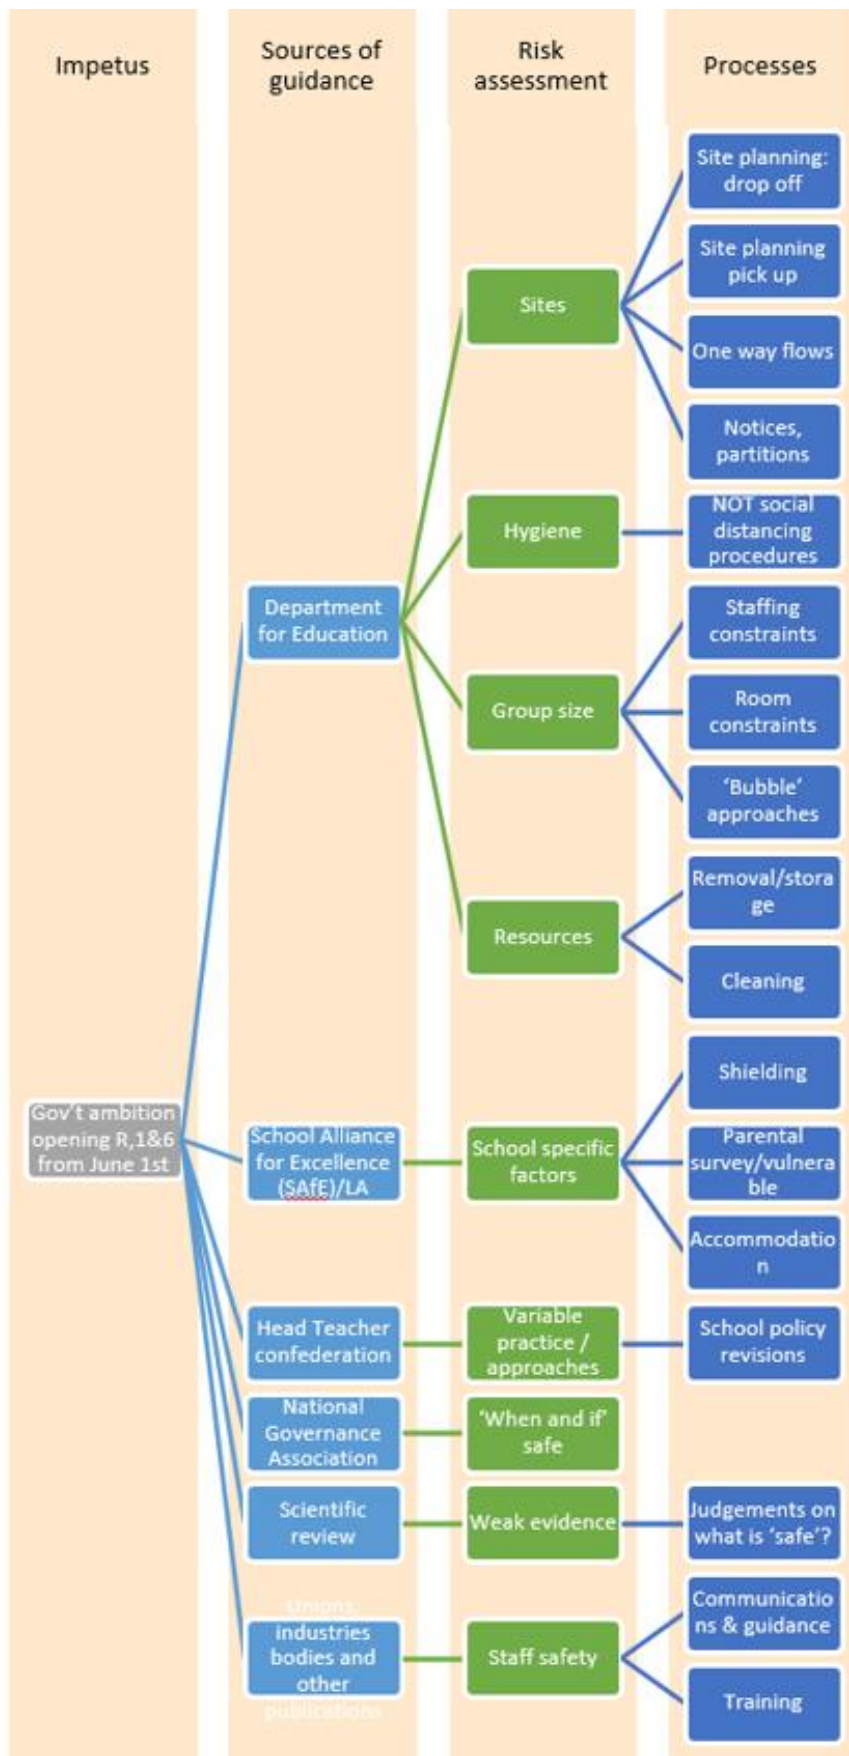 Impetus
Sources of
guidance
Risk
assessment
Processes
Gov't ambition
opening R,1&6
from June 1st
Department
for Education
Sites
Site planning:
drop off
Site planning
pick up
One way flows
Notices,
partitions
Hygiene
NOT social
distancing
procedures
Group size
Staffing
constraints
Room
constraints
‘Bubble’
approaches
Resources
Removal/stora
ge
Cleaning
School Alliance
for Excellence
(SAfE)/LA
School specific
factors
Shielding
Parental
survey/vulnera
ble
Accommodatio
n
Head Teacher
confederation
Variable
practice /
approaches
School policy
revisions
National
Governance
Association
‘When and if’
safe
Scientific
review
Weak evidence
Judgements on
what is ‘safe’?
Unions,
industries
bodies and
other
publications
Staff safety
Communicatio
ns & guidance
Training